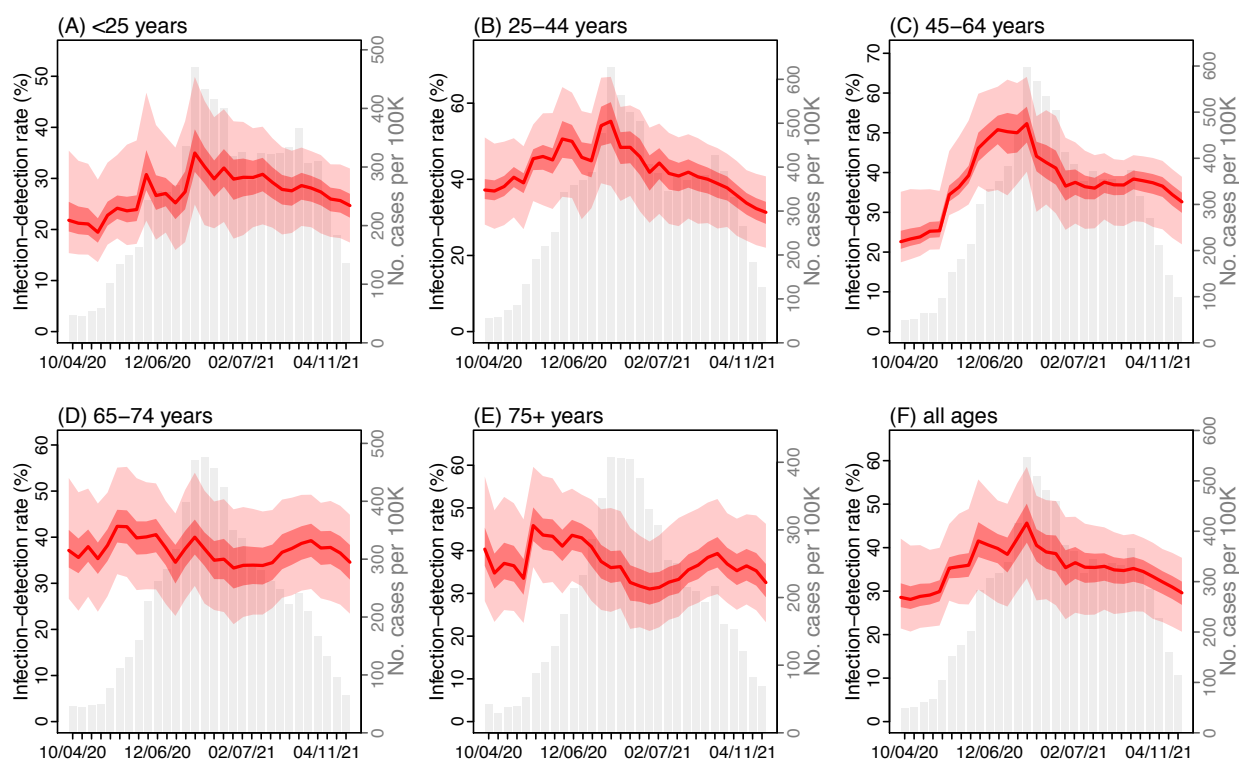 (A) <25 years
Infection−detection rate (%)
0 10 20 30 40 50
No. cases per 100K
0 100 200 300 400 500
10/04/20 12/06/20 02/07/21 04/11/21
(B) 25−44 years
Infection−detection rate (%)
0 20 40 60
No. cases per 100K
0 100 200 300 400 500 600
10/04/20 12/06/20 02/07/21 04/11/21
(C) 45−64 years
Infection−detection rate (%)
0 10 20 30 40 50 60 70
No. cases per 100K
0 100 200 300 400 500 600
10/04/20 12/06/20 02/07/21 04/11/21
(D) 65−74 years
Infection−detection rate (%)
0 10 20 30 40 50 60
No. cases per 100K
0 100 200 300 400 500
10/04/20 12/06/20 02/07/21 04/11/21
(E) 75+ years
Infection−detection rate (%)
0 10 20 30 40 50 60
No. cases per 100K
0 100 200 300 400
10/04/20 12/06/20 02/07/21 04/11/21
(F) all ages
Infection−detection rate (%)
0 10 20 30 40 50 60
No. cases per 100K
0 100 200 300 400 500 600
10/04/20 12/06/20 02/07/21 04/11/21